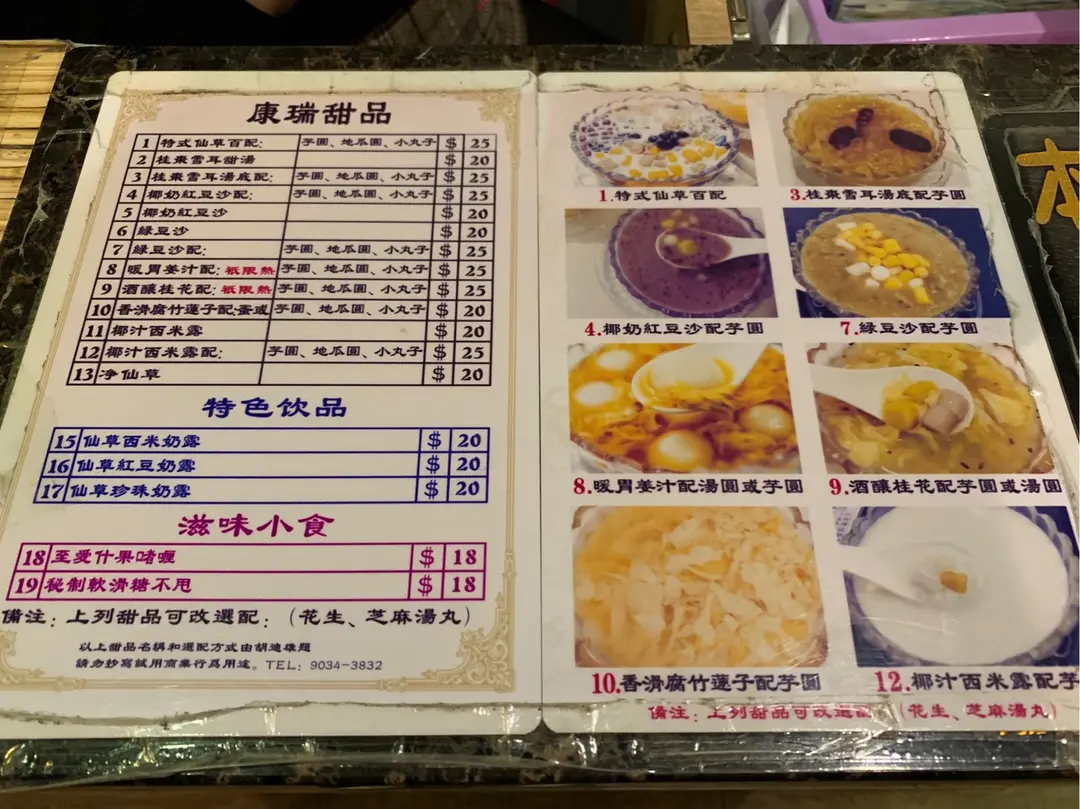 康瑞甜品
1 特式仙草百配: 芋圓、地瓜圓、小丸子 $ 25
2 桂棗雪耳甜湯 $ 20
3 桂棗雪耳湯底配: 芋圓、地瓜圓、小丸子 $ 25
4 椰奶紅豆沙配: 芋圓、地瓜圓、小丸子 $ 25
5 椰奶紅豆沙 $ 20
6 綠豆沙 $ 20
7 綠豆沙配: 芋圓、地瓜圓、小丸子 $ 25
8 暖胃姜汁配: 祇限熱 芋圓、地瓜圓、小丸子 $ 25
9 酒釀桂花配: 祇限熱 芋圓、地瓜圓、小丸子 $ 25
10 香滑腐竹蓮子配:蛋或 芋圓、地瓜圓、小丸子 $ 20
11 椰汁西米露 $ 20
12 椰汁西米露配: 芋圓、地瓜圓、小丸子 $ 25
13 净仙草 $ 20
特色饮品
15 仙草西米奶露 $ 20
16 仙草紅豆奶露 $ 20
17 仙草珍珠奶露 $ 20
滋味小食
18 至愛什果啫喱 $ 18
19 秘制軟滑糖不甩 $ 18
備注: 上列甜品可改選配: (花生、芝麻湯丸)
以上甜品名稱和選配方式由胡迪雄題
請勿抄寫試用商業行爲用途。TEL: 9034-3832
1.特式仙草百配
3.桂棗雪耳湯底配芋圓
4.椰奶紅豆沙配芋圓
7.綠豆沙配芋圓
8.暖胃姜汁配湯圓或芋圓
9.酒釀桂花配芋圓或湯圓
10.香滑腐竹蓮子配芋圓
12.椰汁西米露配芋
備注: 上列甜品可改選配 (花生、芝麻湯丸)